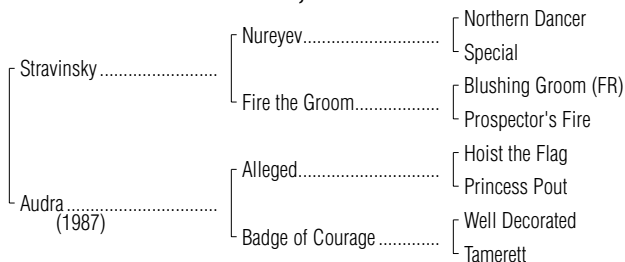 Northern Dancer
Nureyev
Special
Stravinsky
Blushing Groom (FR)
Fire the Groom
Prospector's Fire
Hoist the Flag
Alleged
Princess Pout
Audra
(1987)
Well Decorated
Badge of Courage
Tamerett